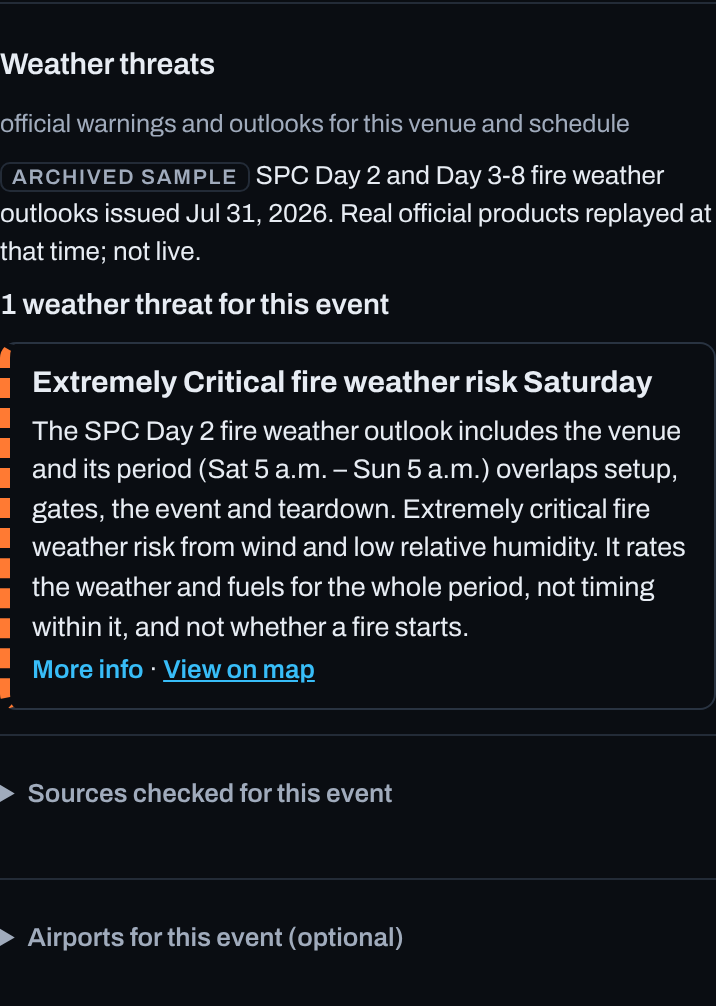 Weather threats
official warnings and outlooks for this venue and schedule
ARCHIVED SAMPLE SPC Day 2 and Day 3-8 fire weather
outlooks issued Jul 31, 2026. Real official products replayed at
that time; not live.
1 weather threat for this event
Extremely Critical fire weather risk Saturday
The SPC Day 2 fire weather outlook includes the venue
and its period (Sat 5 a.m. – Sun 5 a.m.) overlaps setup,
gates, the event and teardown. Extremely critical fire
weather risk from wind and low relative humidity. It rates
the weather and fuels for the whole period, not timing
within it, and not whether a fire starts.
More info · View on map
Sources checked for this event
Airports for this event (optional)